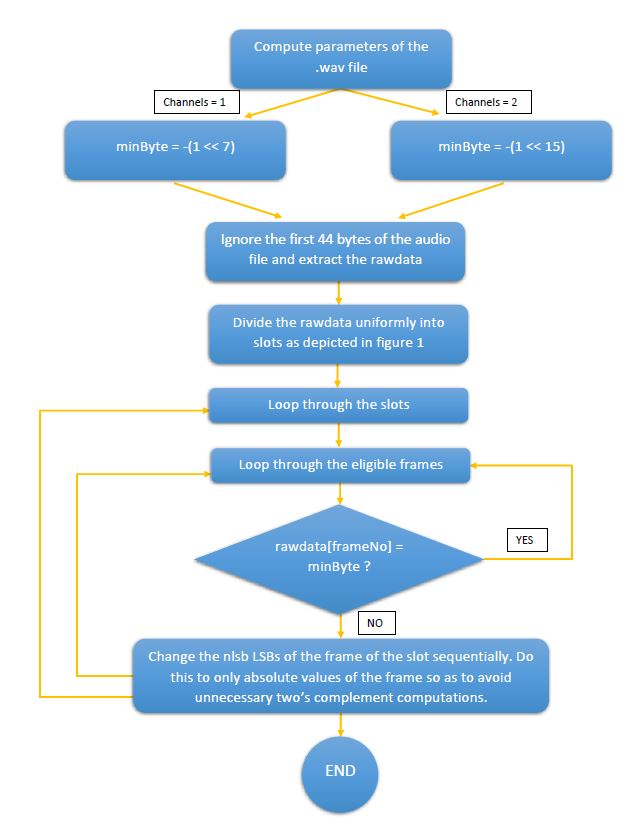 Compute parameters of the
.wav file
Channels = 1
Channels = 2
minByte = -(1 << 7)
minByte = -(1 << 15)
Ignore the first 44 bytes of the audio
file and extract the rawdata
Divide the rawdata uniformly into
slots as depicted in figure 1
Loop through the slots
Loop through the eligible frames
rawdata[frameNo] =
minByte ?
YES
NO
Change the nlsb LSBs of the frame of the slot sequentially. Do
this to only absolute values of the frame so as to avoid
unnecessary two’s complement computations.
END